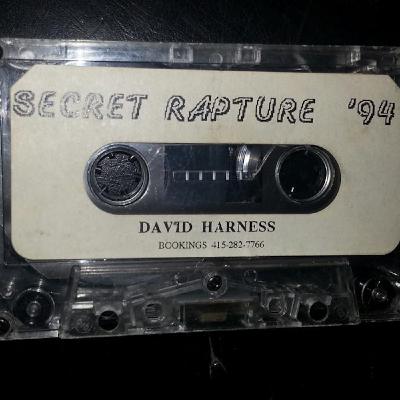 SECRET RAPTURE '94
DAVID HARNESS
BOOKINGS 415-282-7766